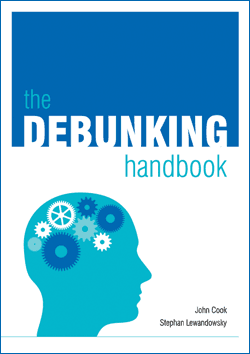 the
DEBUNKING
handbook
John Cook
Stephan Lewandowsky